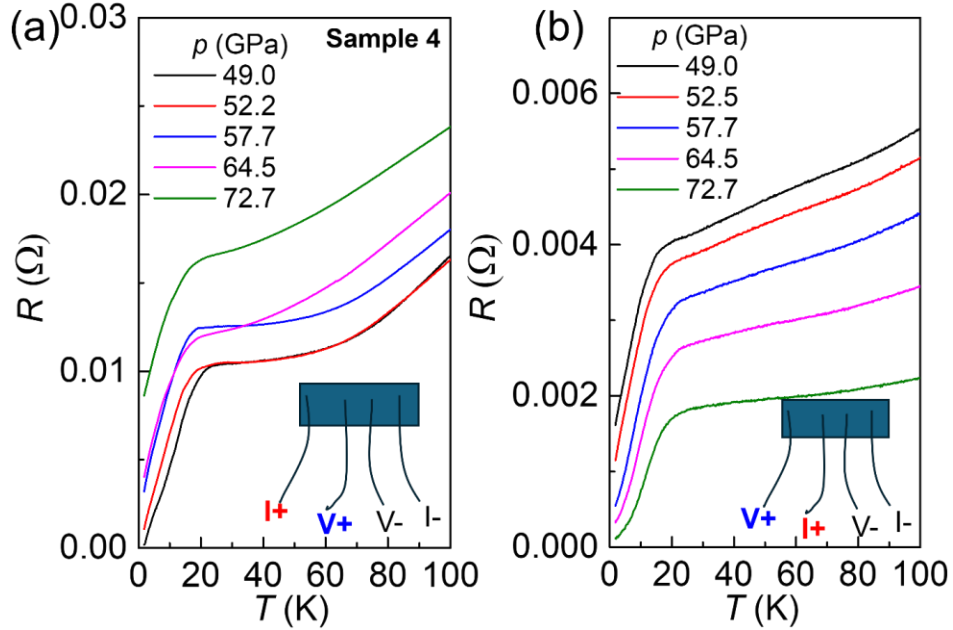 (a)
Sample 4
p (GPa)
49.0
52.2
57.7
64.5
72.7
R (Ω)
0.03
0.02
0.01
0.00
0 20 40 60 80 100
T (K)
I+
V+
V-
I-
(b)
p (GPa)
49.0
52.5
57.7
64.5
72.7
R (Ω)
0.006
0.004
0.002
0.000
0 20 40 60 80 100
T (K)
V+
I+
V-
I-